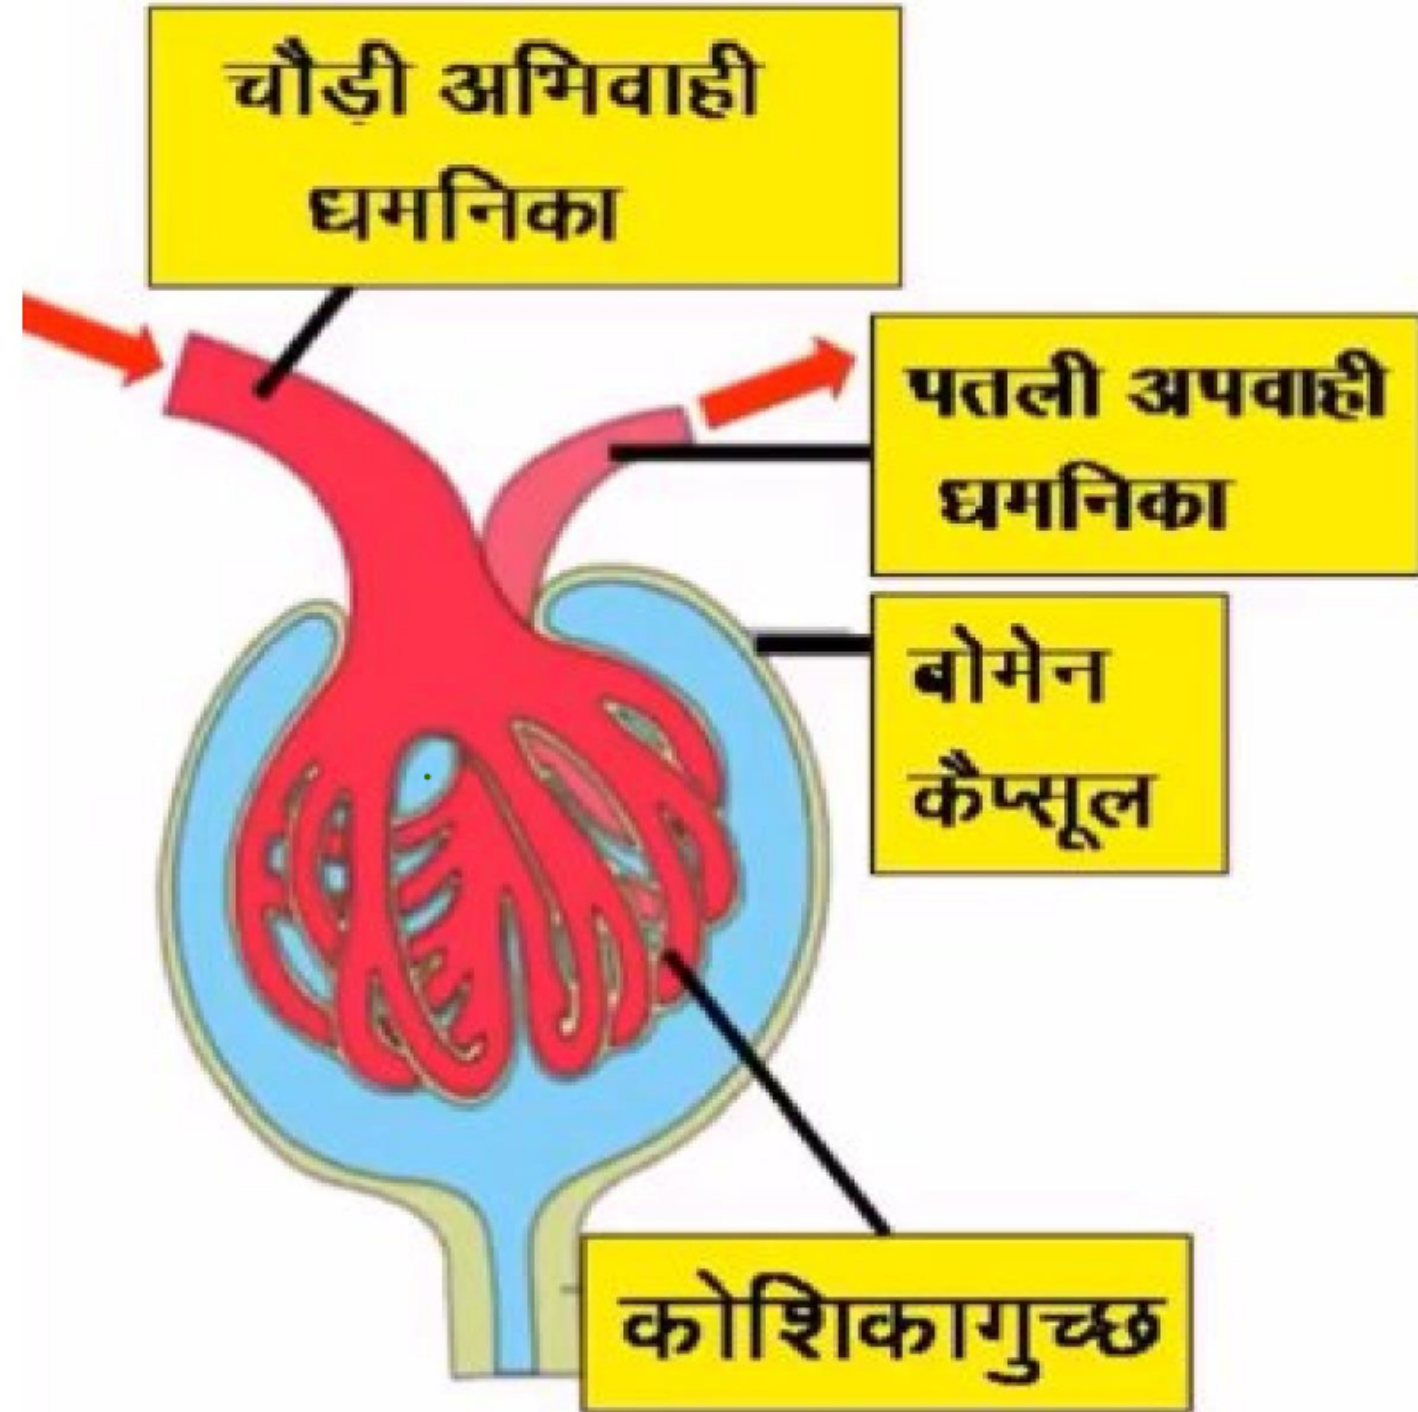 चौड़ी अभिवाही
धमनिका
पतली अपवाही
धमनिका
बोमेन
कैप्सूल
कोशिकागुच्छ